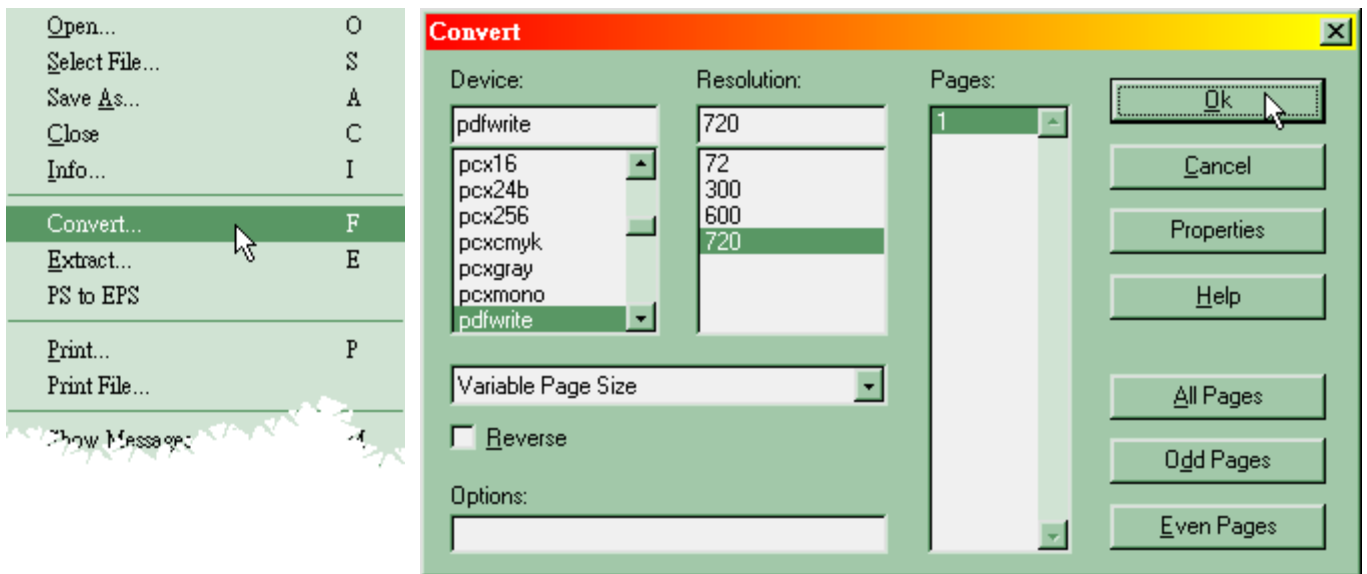 Open... O
Select File... S
Save As... A
Close C
Info... I
Convert... F
Extract... E
PS to EPS
Print... P
Print File...
Show Messages M
Convert
Device:
pdfwrite
pcx16
pcx24b
pcx256
pcxcmyk
pcxgray
pcxmono
pdfwrite
Resolution:
720
72
300
600
720
Pages:
1
Variable Page Size
Reverse
Options:
Ok
Cancel
Properties
Help
All Pages
Odd Pages
Even Pages